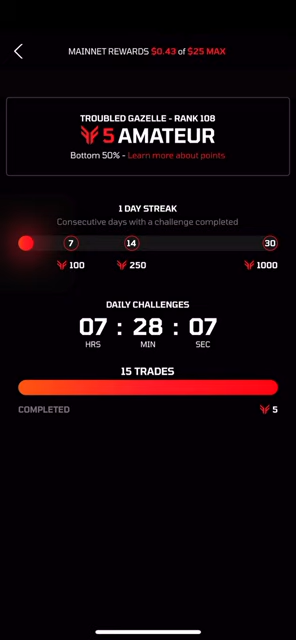 MAINNET REWARDS $0.43 of $25 MAX
TROUBLED GAZELLE - RANK 108
5 AMATEUR
Bottom 50% - Learn more about points
1 DAY STREAK
Consecutive days with a challenge completed
7 14 30
100 250 1000
DAILY CHALLENGES
07 : 28 : 07
HRS MIN SEC
15 TRADES
COMPLETED 5